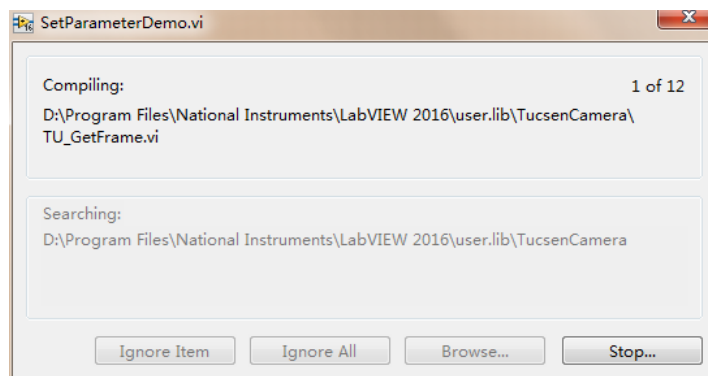 SetParameterDemo.vi
Compiling:
1 of 12
D:\Program Files\National Instruments\LabVIEW 2016\user.lib\TucsenCamera\
TU_GetFrame.vi
Searching:
D:\Program Files\National Instruments\LabVIEW 2016\user.lib\TucsenCamera
Ignore Item
Ignore All
Browse...
Stop...